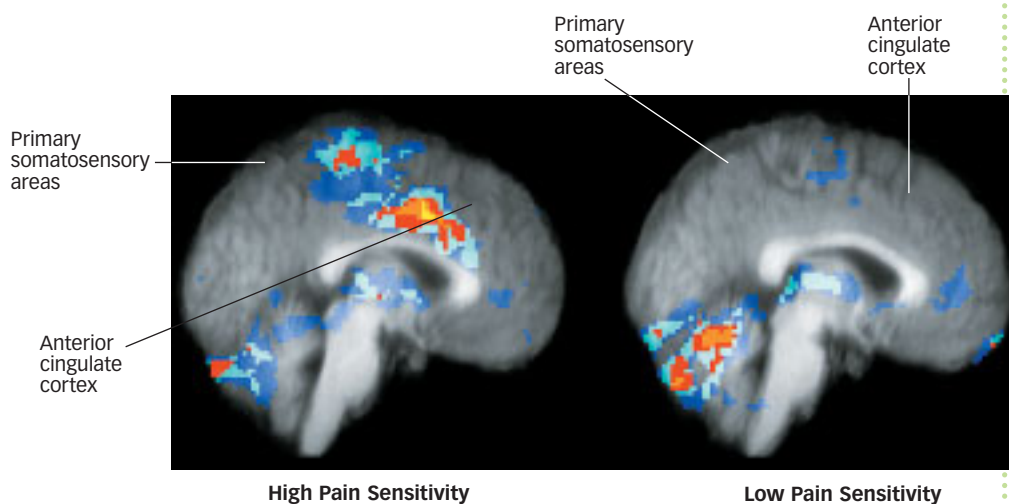 Primary
somatosensory
areas
Anterior
cingulate
cortex
Primary
somatosensory
areas
Anterior
cingulate
cortex
High Pain Sensitivity
Low Pain Sensitivity